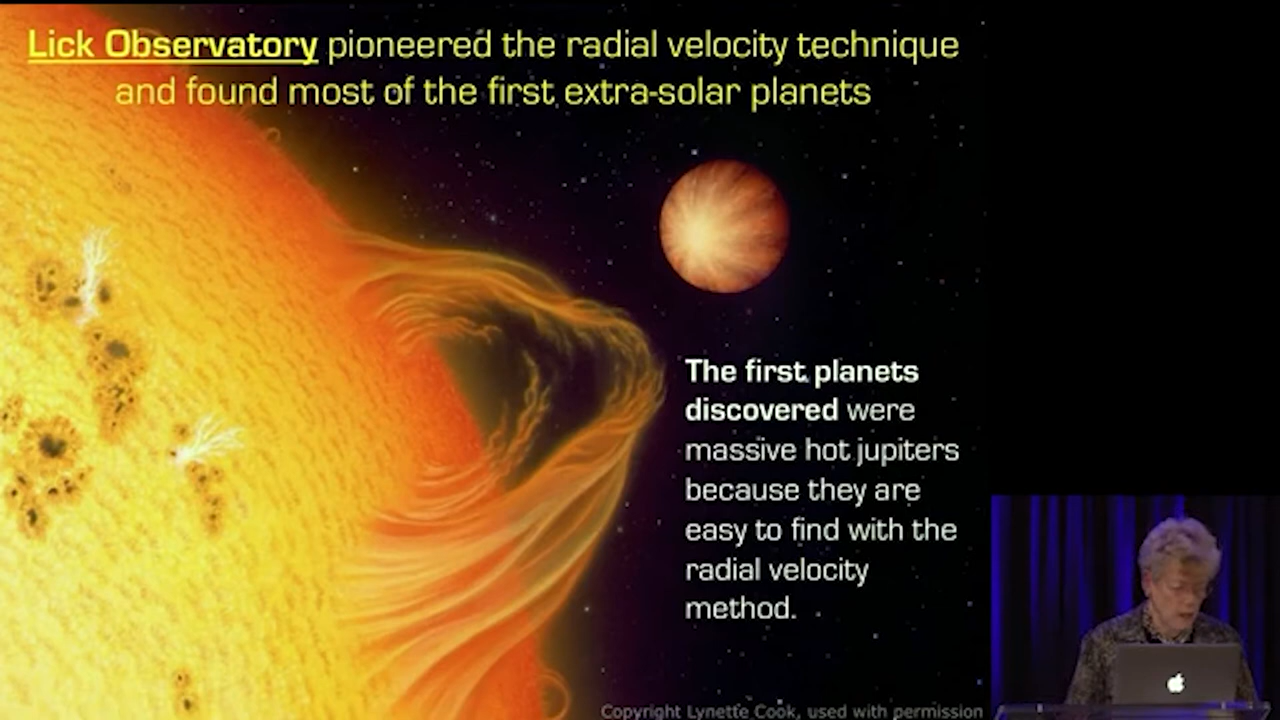 Lick Observatory pioneered the radial velocity technique
and found most of the first extra-solar planets
The first planets
discovered were
massive hot jupiters
because they are
easy to find with the
radial velocity
method.
Copyright Lynette Cook, used with permission